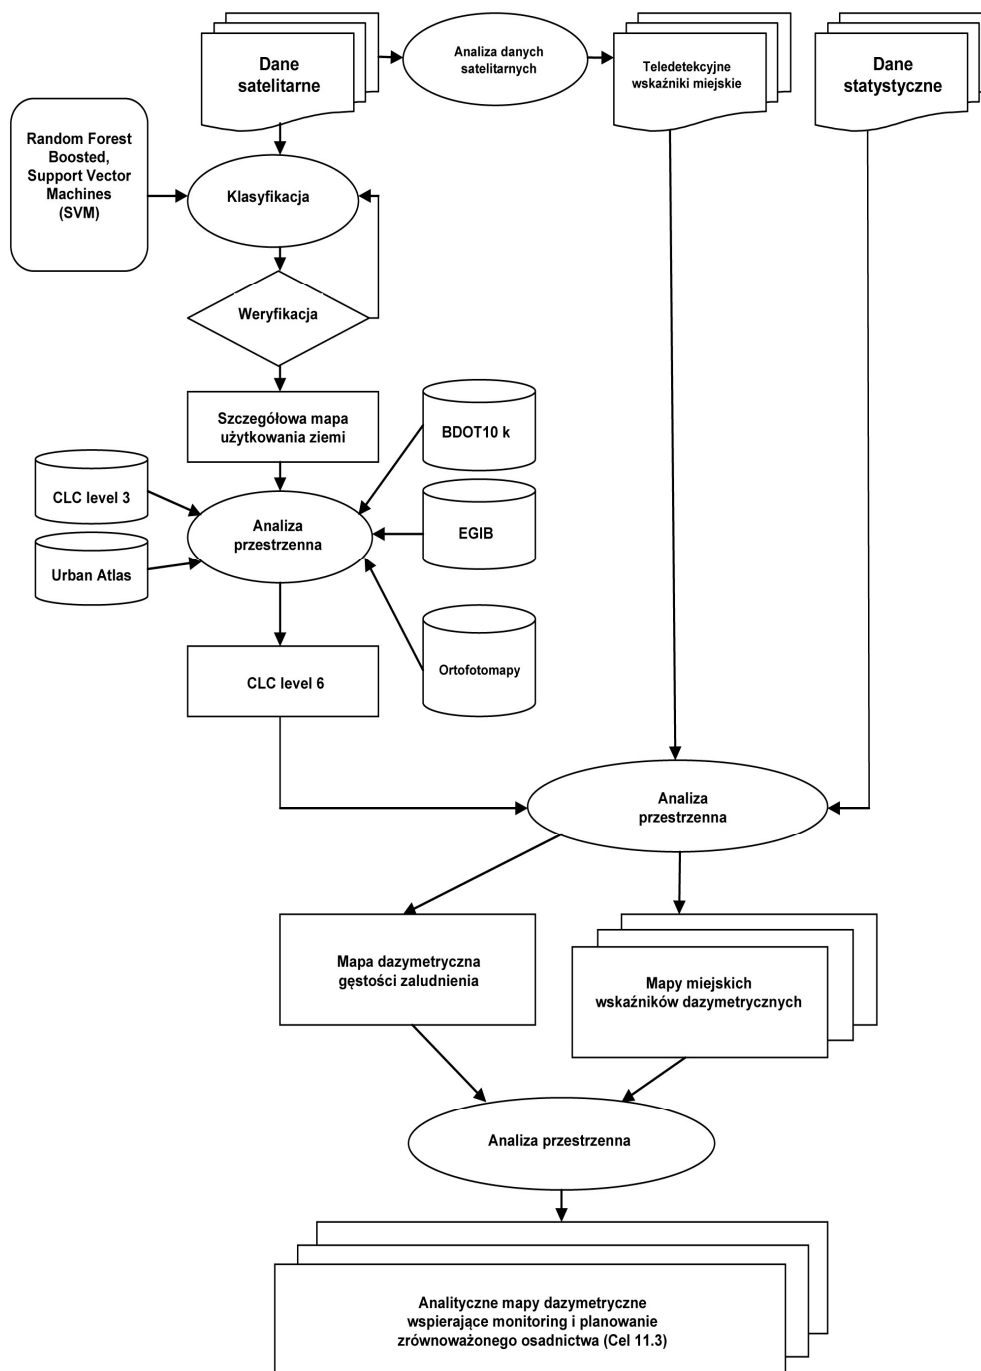 Dane
satelitarne
Analiza danych
satelitarnych
Teledetekcyjne
wskaźniki miejskie
Dane
statystyczne
Random Forest
Boosted,
Support Vector
Machines
(SVM)
Klasyfikacja
Weryfikacja
Szczegółowa mapa
użytkowania ziemi
BDOT10 k
CLC level 3
Analiza
przestrzenna
EGIB
Urban Atlas
Ortofotomapy
CLC level 6
Analiza
przestrzenna
Mapa dazymetryczna
gęstości zaludnienia
Mapy miejskich
wskaźników dazymetrycznych
Analiza przestrzenna
Analityczne mapy dazymetryczne
wspierające monitoring i planowanie
zrównoważonego osadnictwa (Cel 11.3)